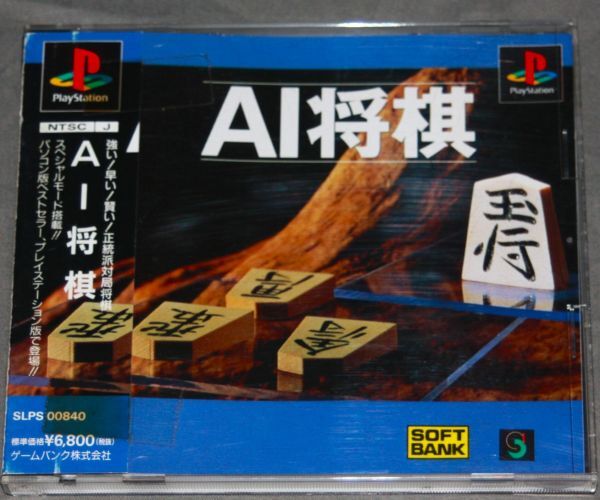 PlayStation
NTSC J
AI将棋
スペシャルモード搭載!!
パソコン版ベストセラー、プレイステーション版で登場!!
SLPS 00840
標準価格¥6,800(税抜)
ゲームバンク株式会社
強い!早い!賢い!正統派対局将棋
AI将棋
PlayStation
玉将
SOFT
BANK